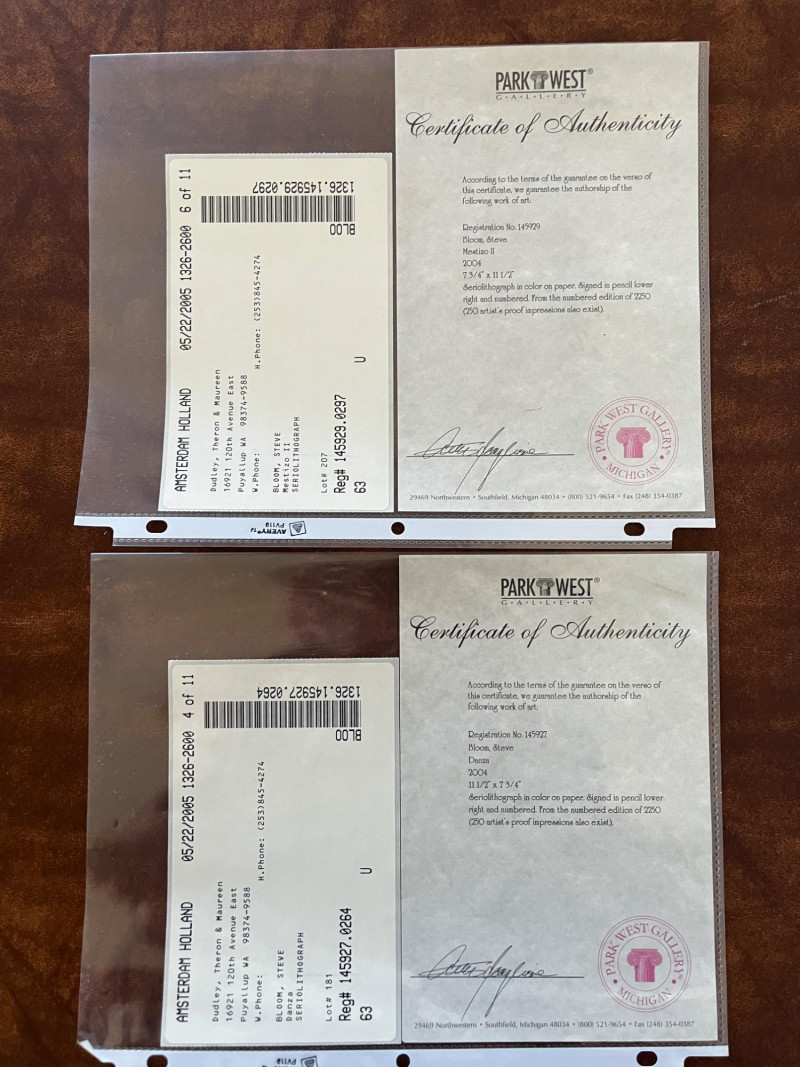 PARK WEST®
G•A•L•L•E•R•Y
Certificate of Authenticity
According to the terms of the guarantee on the verso of
this certificate, we guarantee the authorship of the
following work of art:
Registration No. 145929
Bloom, Steve
Mestizo II
2004
7 3/4" x 11 1/2"
Seriolithograph in color on paper. Signed in pencil lower
right and numbered. From the numbered edition of 2250
(250 artist's proof impressions also exist).
PARK WEST GALLERY
• MICHIGAN •
29469 Northwestern • Southfield, Michigan 48034 • (800) 521-9654 • Fax (248) 354-0387
AMSTERDAM HOLLAND 05/22/2005 1326-2600 6 of 11
Dudley, Theron & Maureen
16921 120th Avenue East
Puyallup WA 98374-9588
W.Phone: H.Phone: (253)845-4274
BLOOM, STEVE
Mestizo II
SERIOLITHOGRAPH
Lot# 207
Reg# 145929.0297 U
63
BLOO
1326.145929.0297
AVERY® TJ
PV119
PARK WEST®
G•A•L•L•E•R•Y
Certificate of Authenticity
According to the terms of the guarantee on the verso of
this certificate, we guarantee the authorship of the
following work of art:
Registration No. 145927
Bloom, Steve
Danza
2004
11 1/2" x 7 3/4"
Seriolithograph in color on paper. Signed in pencil lower
right and numbered. From the numbered edition of 2250
(250 artist's proof impressions also exist).
PARK WEST GALLERY®
• MICHIGAN •
29469 Northwestern • Southfield, Michigan 48034 • (800) 521-9654 • Fax (248) 354-0387
AMSTERDAM HOLLAND 05/22/2005 1326-2600 4 of 11
Dudley, Theron & Maureen
16921 120th Avenue East
Puyallup WA 98374-9588
W.Phone: H.Phone: (253)845-4274
BLOOM, STEVE
Danza
SERIOLITHOGRAPH
Lot# 181
Reg# 145927.0264 U
63
BLOO
1326.145927.0264
PV119